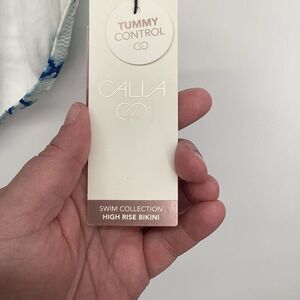 TUMMY
CONTROL
CALIA
SWIM COLLECTION
HIGH RISE BIKINI